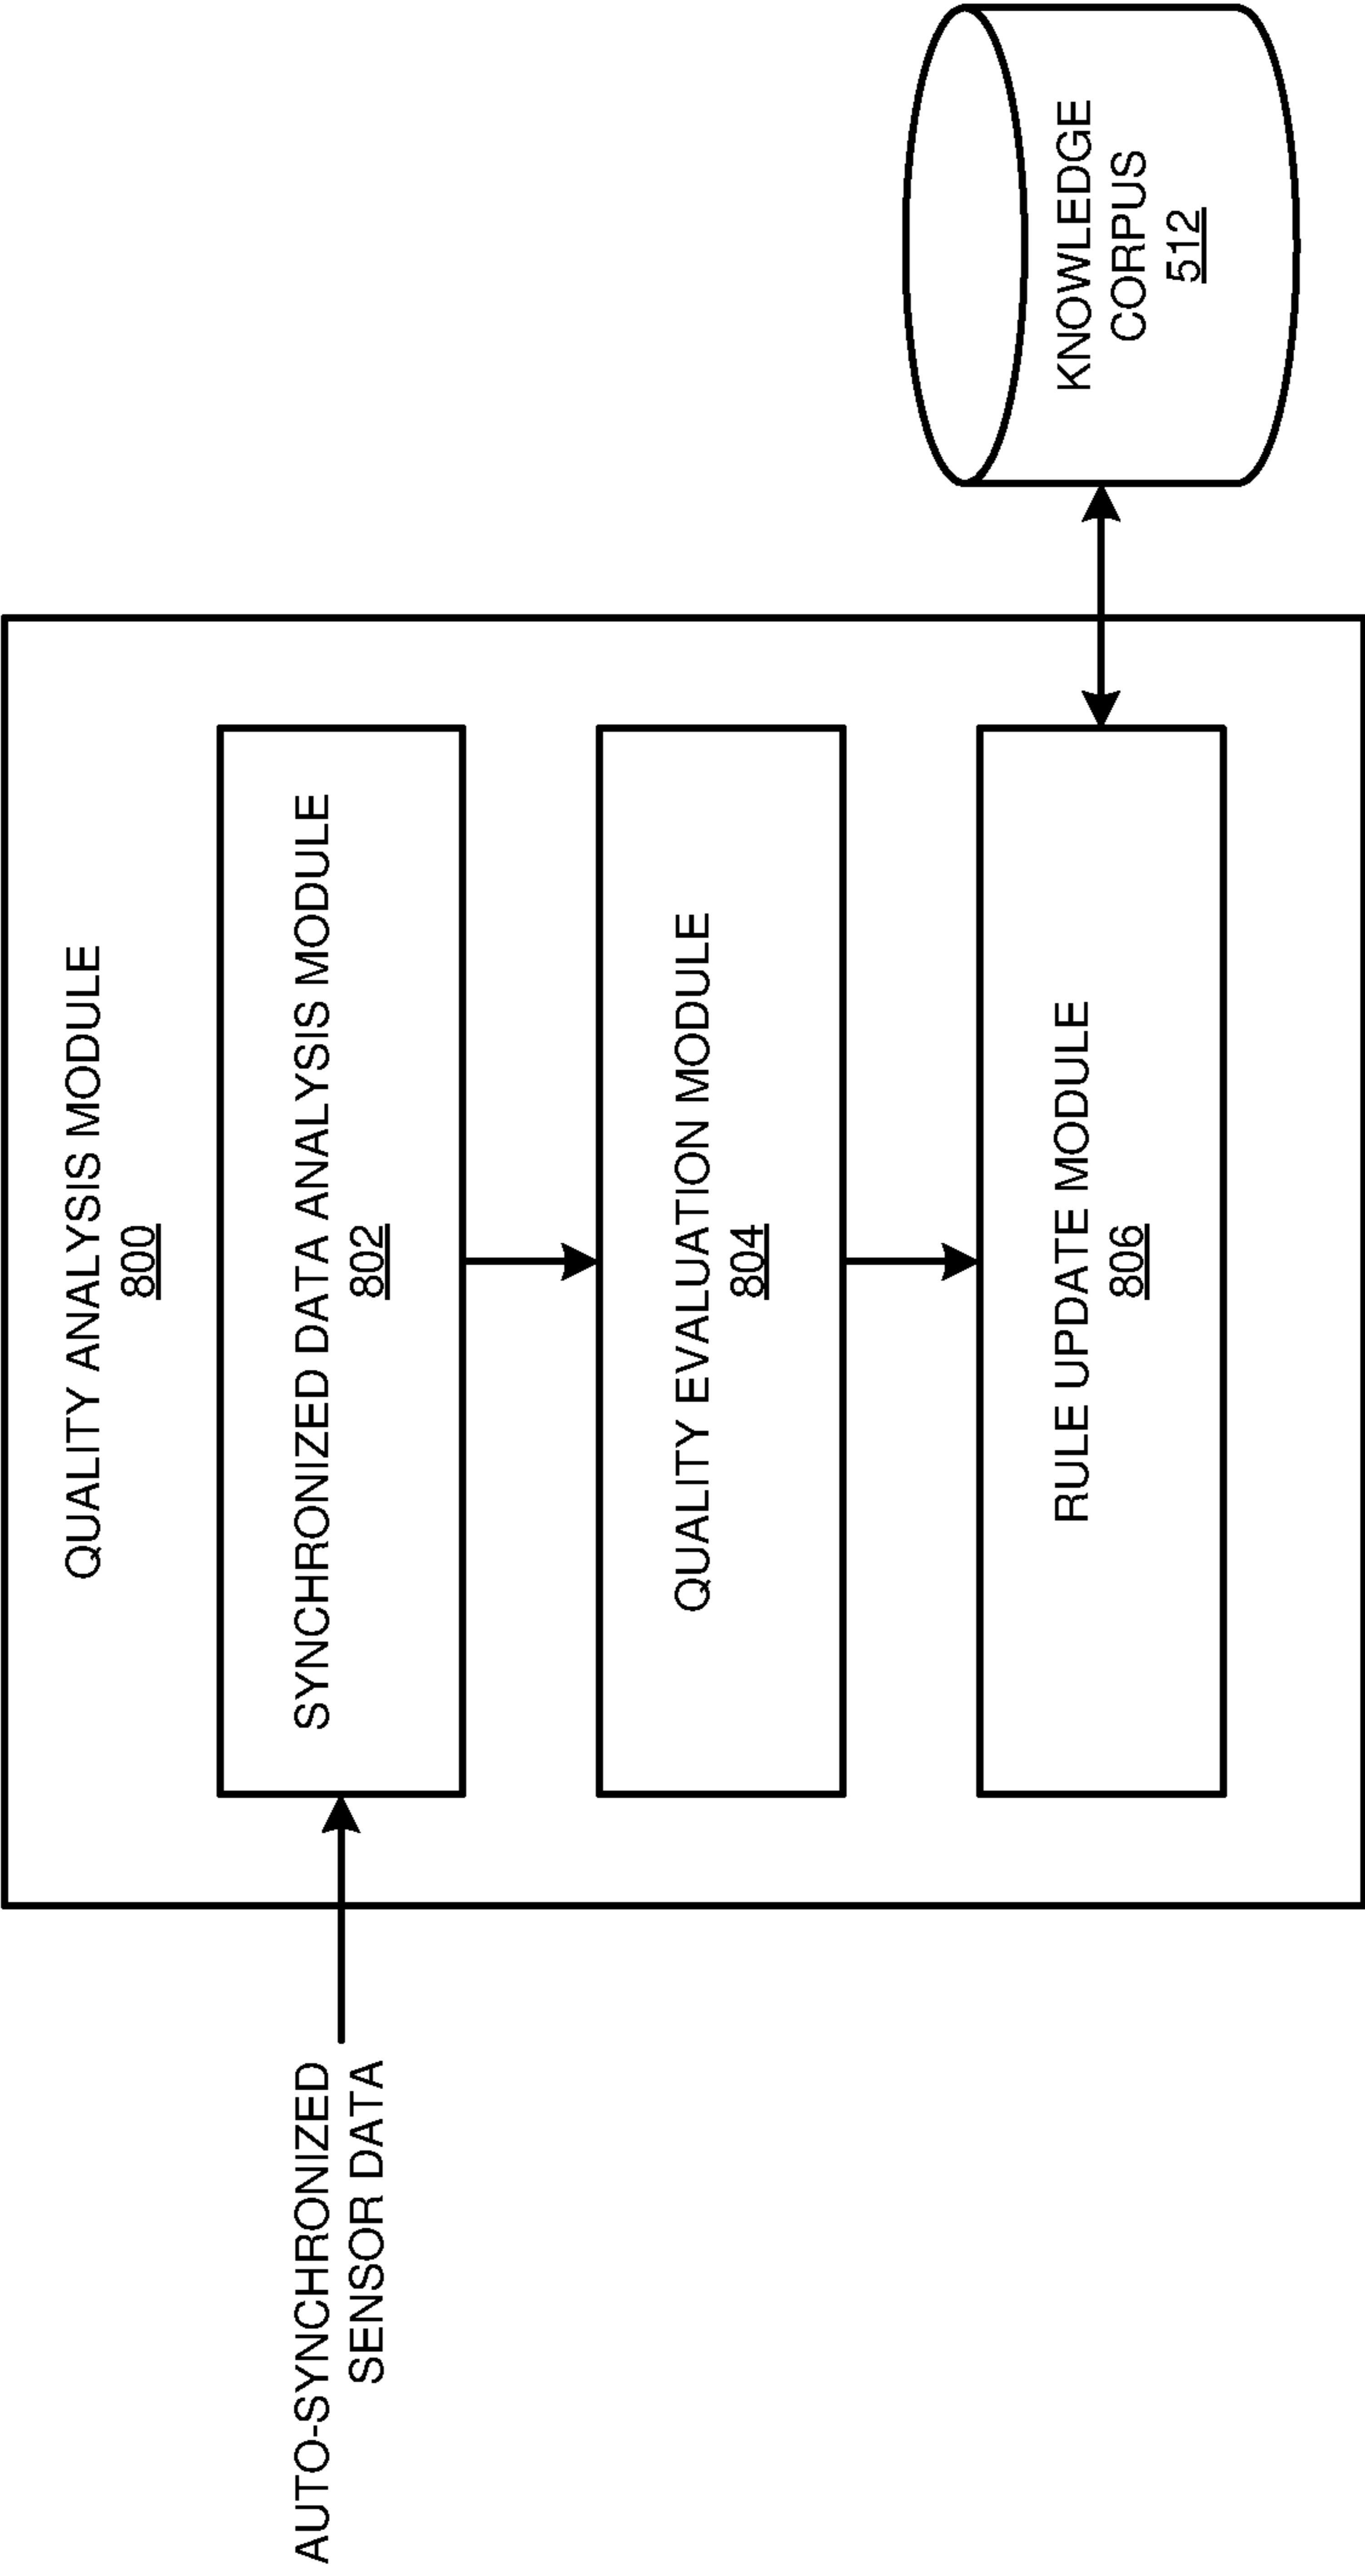 QUALITY ANALYSIS MODULE
800
AUTO-SYNCHRONIZED
SENSOR DATA
SYNCHRONIZED DATA ANALYSIS MODULE
802
QUALITY EVALUATION MODULE
804
RULE UPDATE MODULE
806
KNOWLEDGE
CORPUS
512